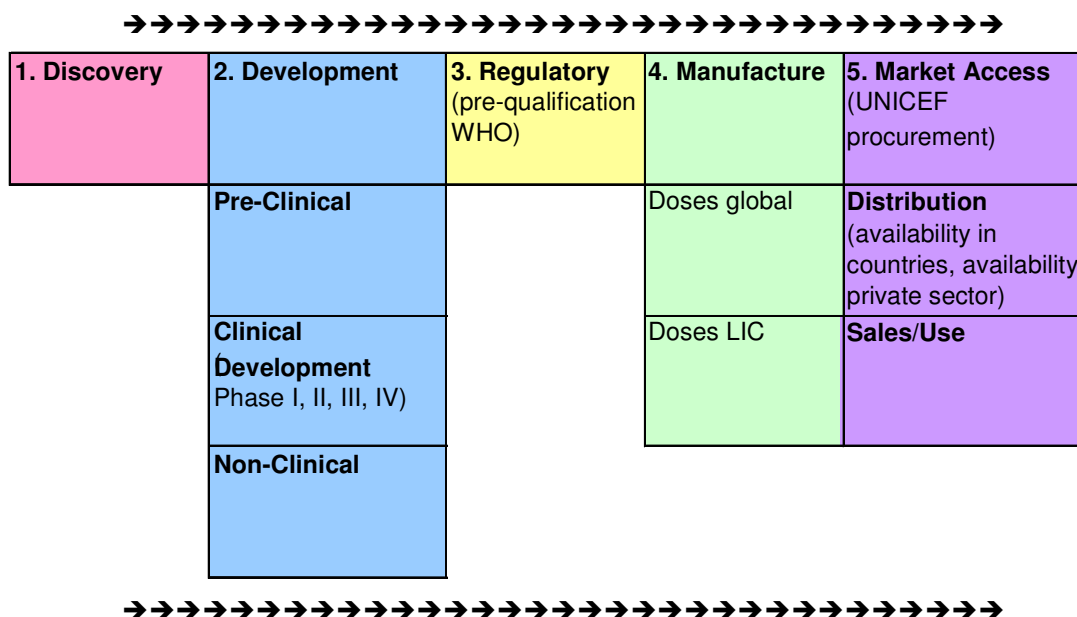 ➔➔➔➔➔➔➔➔➔➔➔➔➔➔➔➔➔➔➔➔➔➔➔➔➔➔➔➔➔➔➔➔➔
1. Discovery
2. Development
3. Regulatory
(pre-qualification
WHO)
4. Manufacture
5. Market Access
(UNICEF
procurement)
Pre-Clinical
Doses global
Distribution
(availability in
countries, availability
private sector)
Clinical
(Development
Phase I, II, III, IV)
Doses LIC
Sales/Use
Non-Clinical
➔➔➔➔➔➔➔➔➔➔➔➔➔➔➔➔➔➔➔➔➔➔➔➔➔➔➔➔➔➔➔➔➔